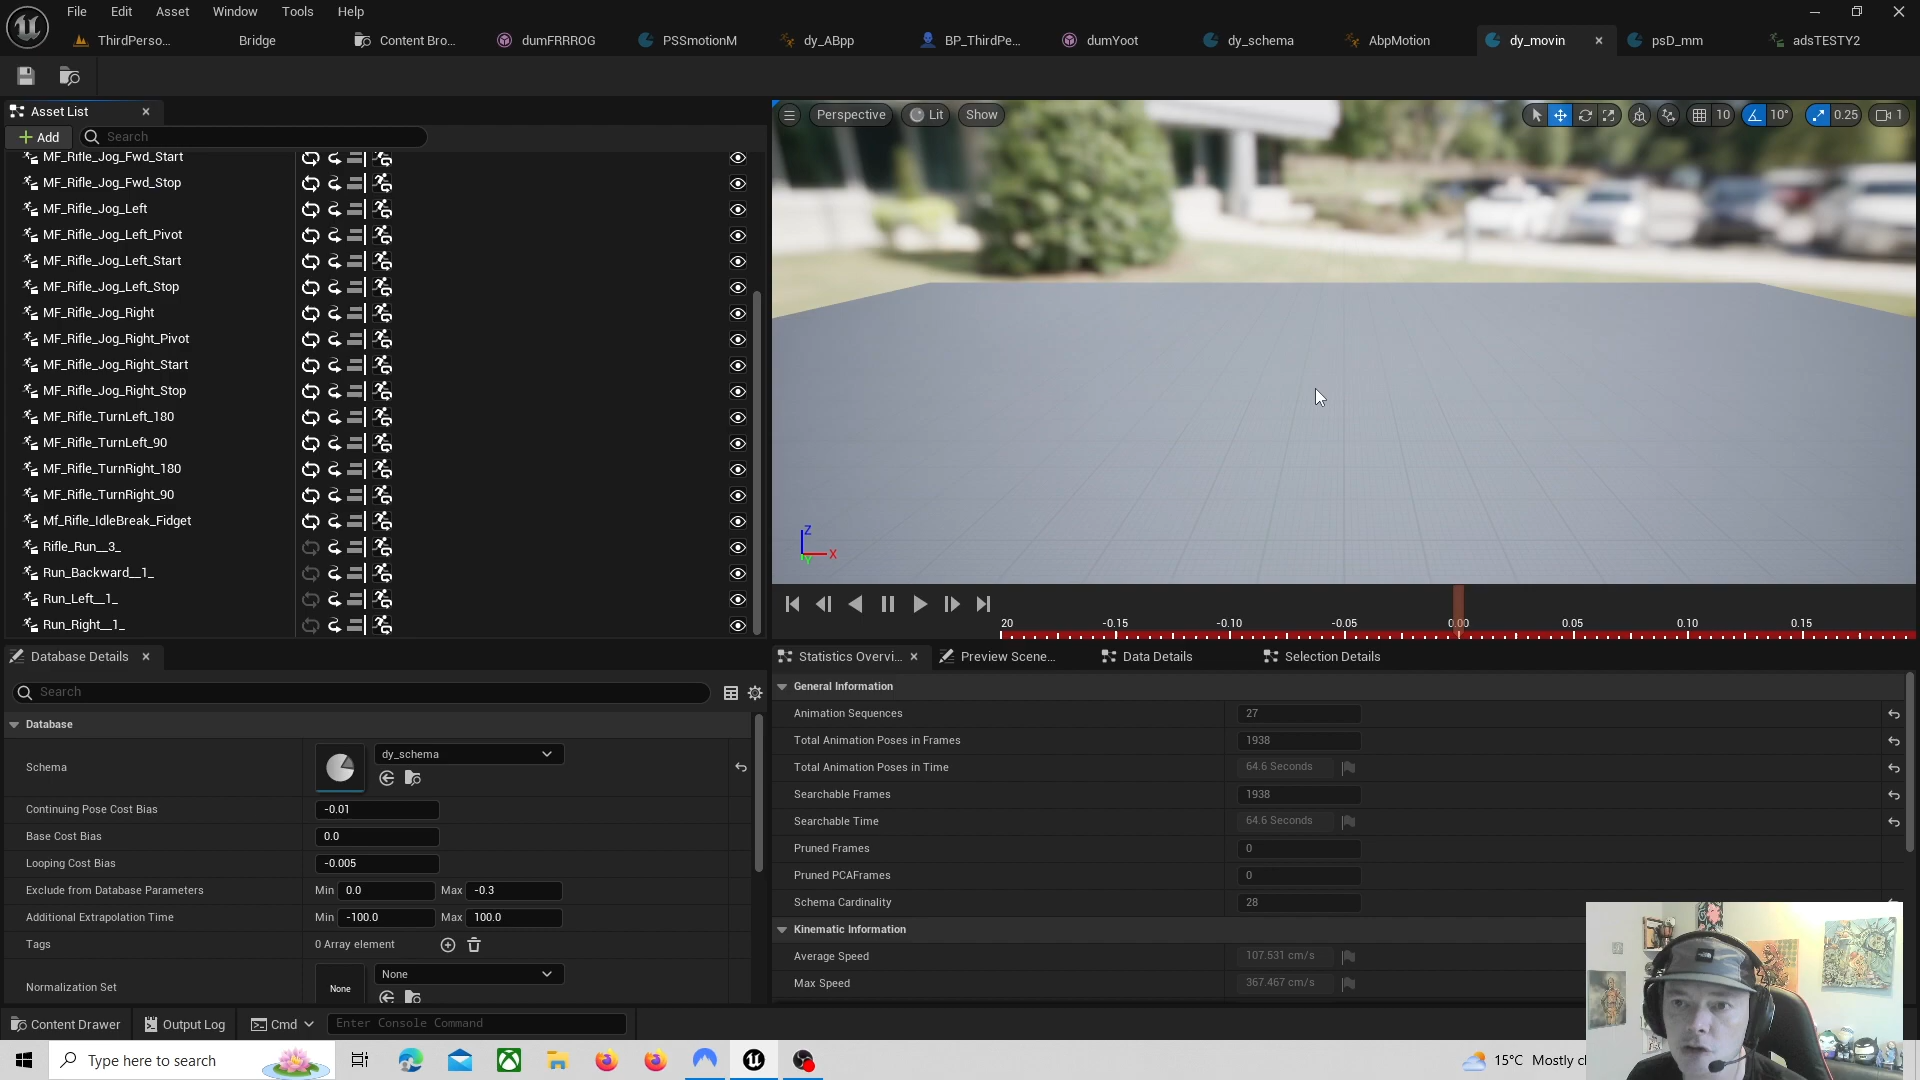 File Edit Asset Window Tools Help
ThirdPerso... Bridge Content Bro... dumFRRROG PSSmotionM dy_ABpp BP_ThirdPe... dumYoot dy_schema AbpMotion dy_movin psD_mm adsTESTY2
Asset List
Add Search
MF_Rifle_Jog_Fwd_Start
MF_Rifle_Jog_Fwd_Stop
MF_Rifle_Jog_Left
MF_Rifle_Jog_Left_Pivot
MF_Rifle_Jog_Left_Start
MF_Rifle_Jog_Left_Stop
MF_Rifle_Jog_Right
MF_Rifle_Jog_Right_Pivot
MF_Rifle_Jog_Right_Start
MF_Rifle_Jog_Right_Stop
MF_Rifle_TurnLeft_180
MF_Rifle_TurnLeft_90
MF_Rifle_TurnRight_180
MF_Rifle_TurnRight_90
Mf_Rifle_IdleBreak_Fidget
Rifle_Run__3_
Run_Backward__1_
Run_Left__1_
Run_Right__1_
Perspective Lit Show 10 10° 0.25 1
Z
X
Y
20 -0.15 -0.10 -0.05 0.00 0.05 0.10 0.15
Database Details
Search
Database
Schema dy_schema
Continuing Pose Cost Bias -0.01
Base Cost Bias 0.0
Looping Cost Bias -0.005
Exclude from Database Parameters Min 0.0 Max -0.3
Additional Extrapolation Time Min -100.0 Max 100.0
Tags 0 Array element
Normalization Set None None
Statistics Overvi... Preview Scene... Data Details Selection Details
General Information
Animation Sequences 27
Total Animation Poses in Frames 1938
Total Animation Poses in Time 64.6 Seconds
Searchable Frames 1938
Searchable Time 64.6 Seconds
Pruned Frames 0
Pruned PCAFrames 0
Schema Cardinality 28
Kinematic Information
Average Speed 107.531 cm/s
Max Speed 367.467 cm/s
Content Drawer Output Log Cmd Enter Console Command
Type here to search 15°C Mostly cl